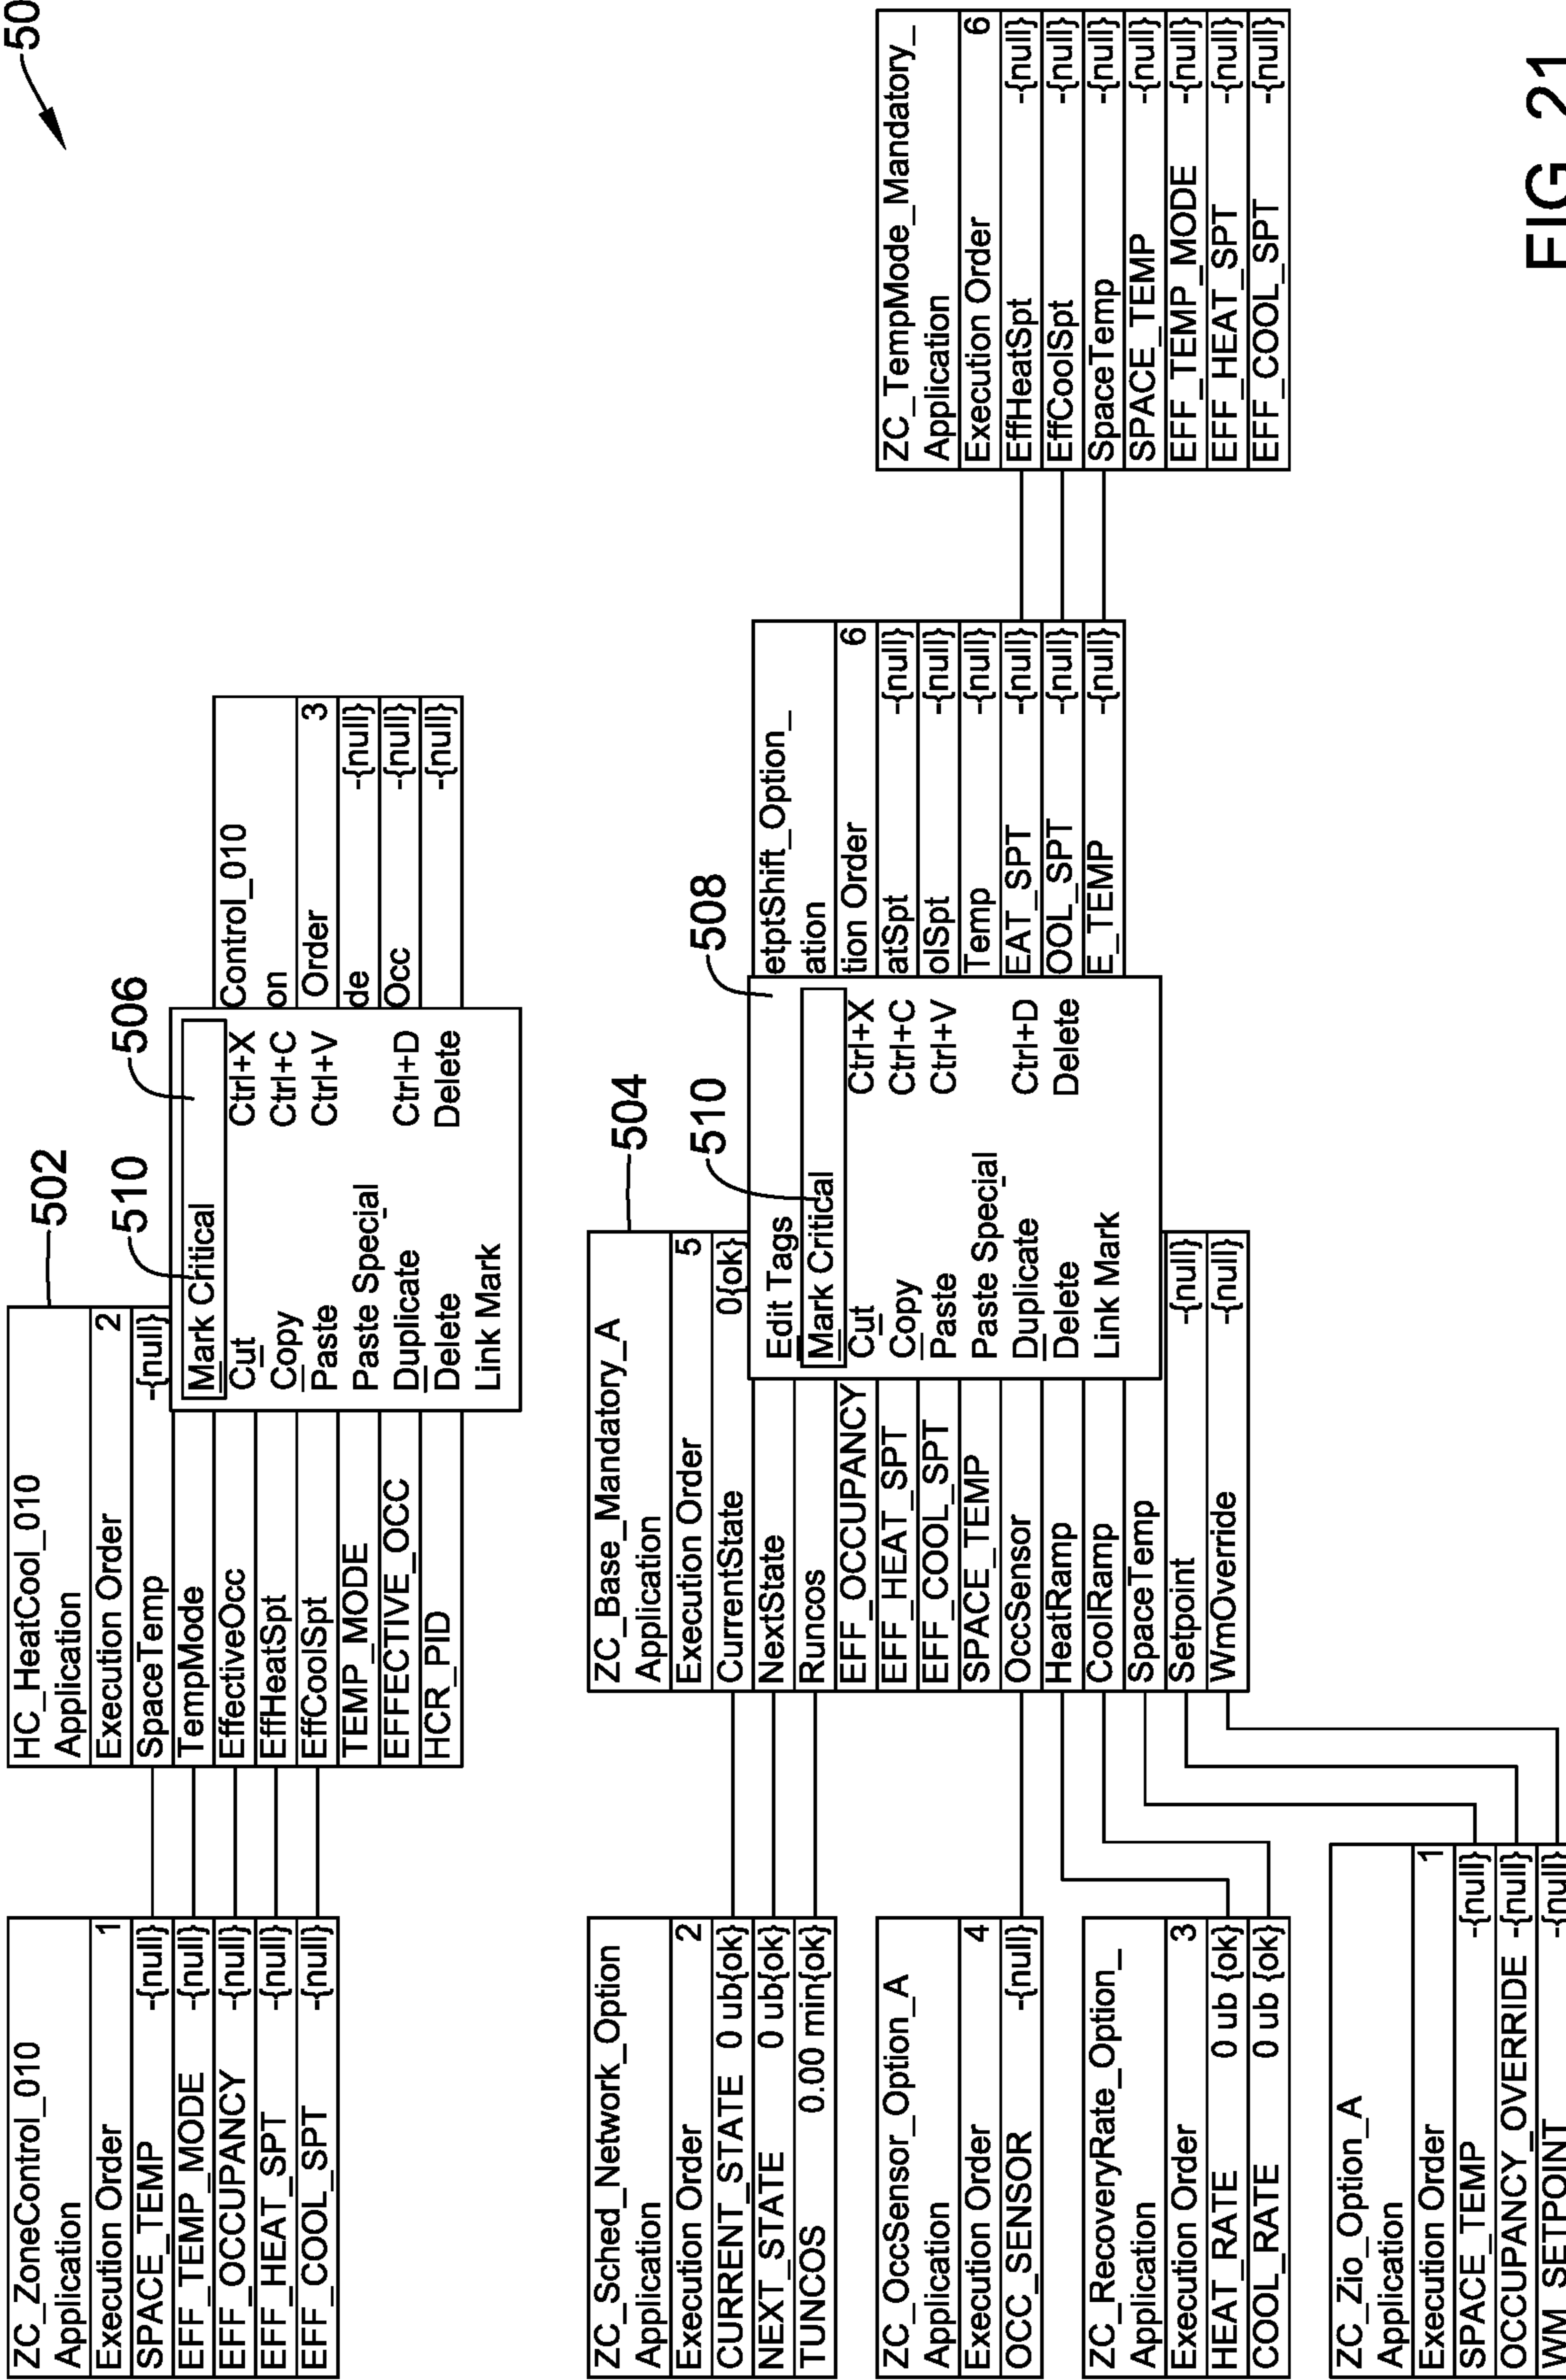 50
ZC_ZoneControl_010
Application
Execution Order 1
SPACE_TEMP -{null}
EFF_TEMP_MODE -{null}
EFF_OCCUPANCY -{null}
EFF_HEAT_SPT -{null}
EFF_COOL_SPT -{null}
502
HC_HeatCool_010
Application
Execution Order 2
SpaceTemp -{null}
TempMode
EffectiveOcc
EffHeatSpt
EffCoolSpt
TEMP_MODE
EFFECTIVE_OCC
HCR_PID
510
506
Mark Critical
Cut Ctrl+X
Copy Ctrl+C
Paste Ctrl+V
Paste Special
Duplicate Ctrl+D
Delete Delete
Link Mark
Control_010
on
Order 3
de -{null}
Occ -{null}
-{null}
ZC_Sched_Network_Option
Application
Execution Order 2
CURRENT_STATE 0 ub{ok}
NEXT_STATE 0 ub{ok}
TUNCOS 0.00 min{ok}
ZC_OccSensor_Option_A
Application
Execution Order 4
OCC_SENSOR -{null}
ZC_RecoveryRate_Option_
Application
Execution Order 3
HEAT_RATE 0 ub {ok}
COOL_RATE 0 ub {ok}
ZC_Zio_Option_A
Application
Execution Order 1
SPACE_TEMP -{null}
OCCUPANCY_OVERRIDE -{null}
WM_SETPOINT -{null}
504
ZC_Base_Mandatory_A
Application
Execution Order 5
CurrentState 0{ok}
NextState
Runcos
EFF_OCCUPANCY
EFF_HEAT_SPT
EFF_COOL_SPT
SPACE_TEMP
OccSensor
HeatRamp
CoolRamp
SpaceTemp
Setpoint -{null}
WmOverride -{null}
510
508
Edit Tags
Mark Critical
Cut Ctrl+X
Copy Ctrl+C
Paste Ctrl+V
Paste Special
Duplicate Ctrl+D
Delete Delete
Link Mark
etptShift_Option_
ation
tion Order 6
atSpt -{null}
olSpt -{null}
Temp -{null}
EAT_SPT -{null}
OOL_SPT -{null}
E_TEMP -{null}
ZC_TempMode_Mandatory_
Application
Execution Order 6
EffHeatSpt -{null}
EffCoolSpt -{null}
SpaceTemp -{null}
SPACE_TEMP -{null}
EFF_TEMP_MODE -{null}
EFF_HEAT_SPT -{null}
EFF_COOL_SPT -{null}
FIG. 21